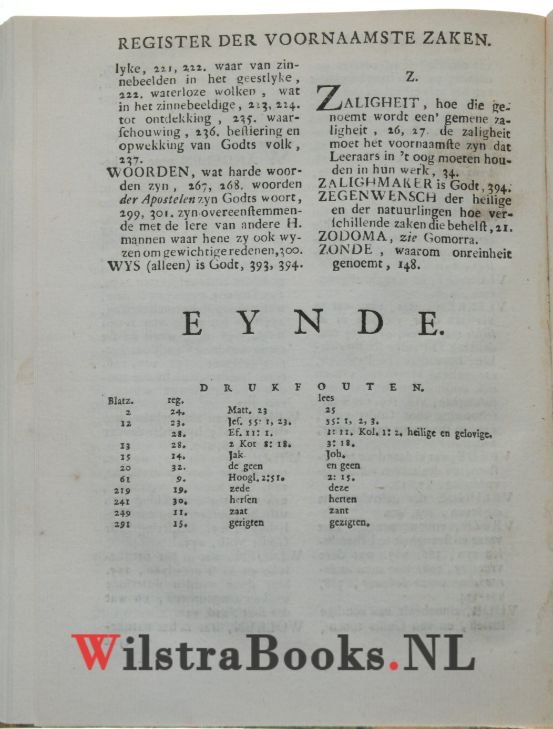 REGISTER DER VOORNAAMSTE ZAKEN.
lyke, 221, 222. waar van zin-
nebeelden in het geestlyke,
222. waterloze wolken, wat
in het zinnebeeldige, 223, 224.
tot ontdekking, 235. waar-
schouwing, 236. bestiering en
opwekking van Godts volk,
237.
WOORDEN, wat harde woor-
den zyn, 267, 268. woorden
der Apostelen zyn Godts woort,
299, 301. zyn overeenstemmen-
de met de lere van andere H.
mannen waar hene zy ook wy-
zen om gewichtige redenen, 300.
WYS (alleen) is Godt, 393, 394.
Z.
ZALIGHEIT, hoe die ge-
noemt wordt een' gemene za-
ligheit, 26, 27. de zaligheit
moet het voornaamste zyn dat
Leeraars in 't oog moeten hou-
den in hun werk, 34.
ZALIGHMAKER is Godt, 394.
ZEGENWENSCH der heilige
en der natuurlingen hoe ver-
schillende zaken die behelst, 21.
ZODOMA, zie Gomorra.
ZONDE, waarom onreinheit
genoemt, 148.
EYNDE.
DRUKFOUTEN.
Blatz. reg. lees
2 24. Matt. 23 25
12 23. Jes. 55: 1, 23. 55: 1, 2, 3.
28. Ef. 11: 1. 1: 11. Kol. 1: 2, heilige en gelovige.
13 28. 2 Kor 8: 18. 3: 18.
15 14. Jak Joh.
20 32. de geen en geen
61 9. Hoogl. 2:51. 2: 15.
219 19. zede deze
241 30. hersen herten
249 11. zaat zant
291 15. gezigten gezigten.
WilstraBooks.NL